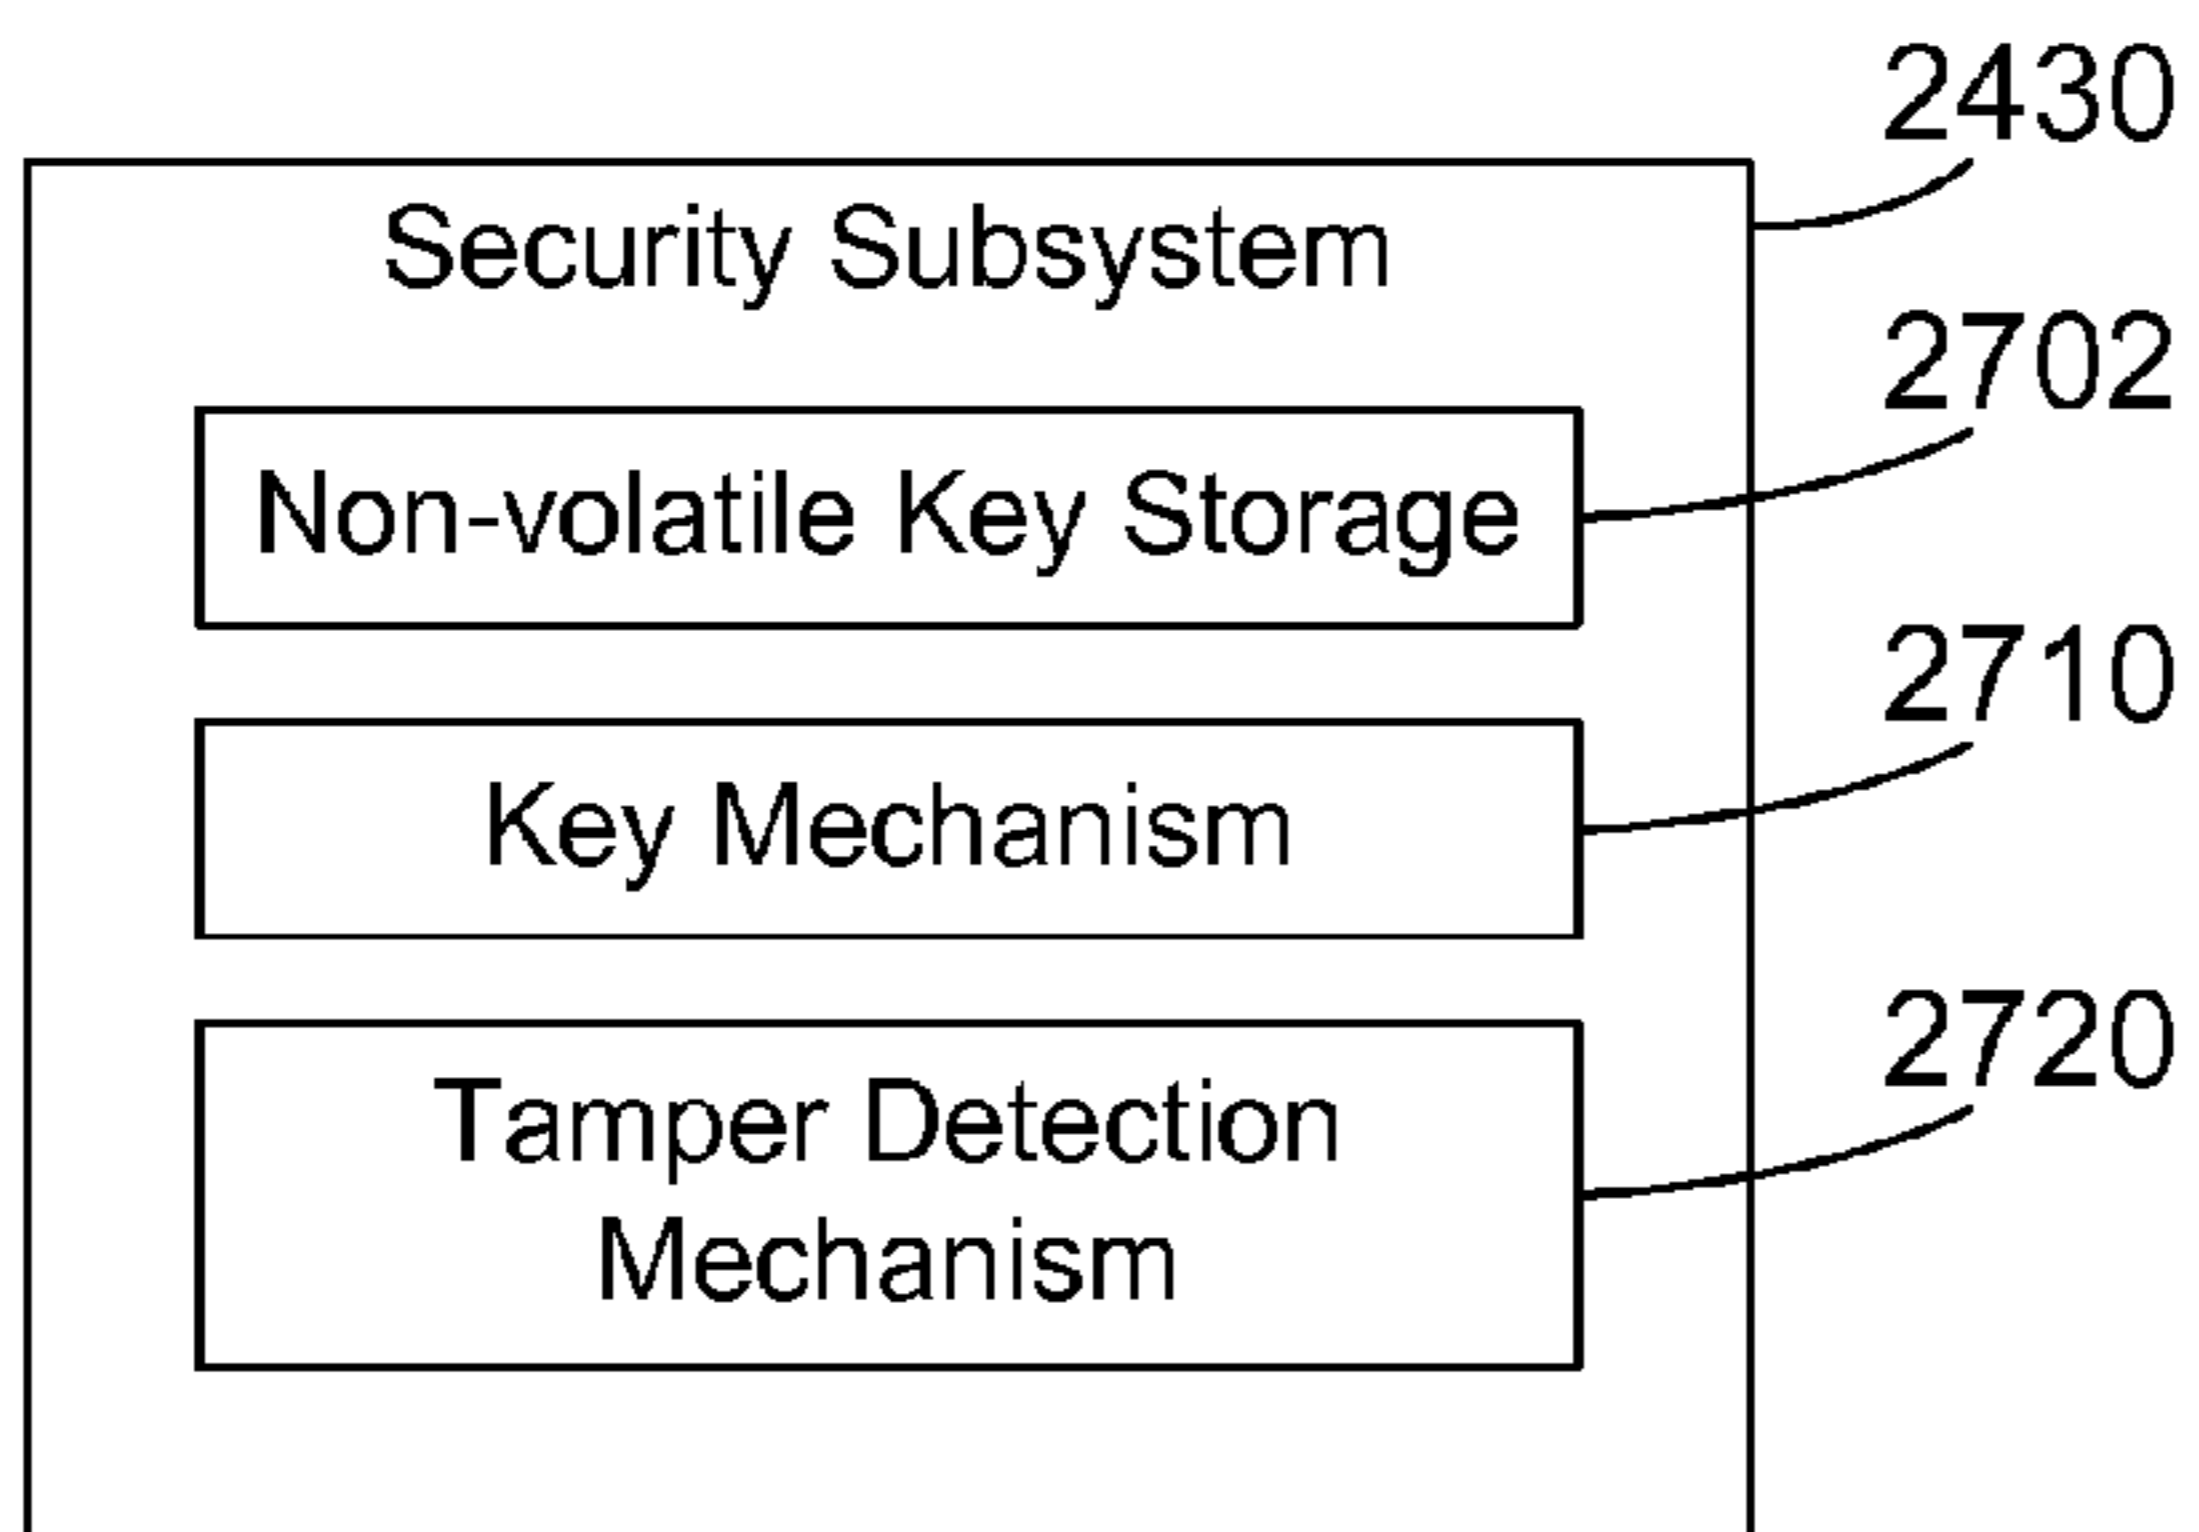 2430
Security Subsystem
2702
Non-volatile Key Storage
2710
Key Mechanism
2720
Tamper Detection
Mechanism